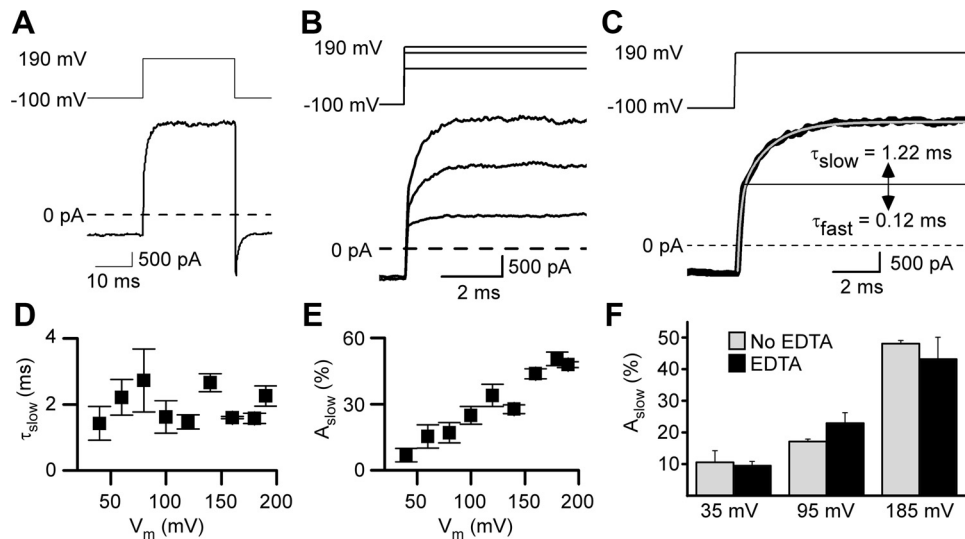 A
190 mV
-100 mV
0 pA
500 pA
10 ms
B
190 mV
-100 mV
0 pA
500 pA
2 ms
C
190 mV
-100 mV
τslow = 1.22 ms
τfast = 0.12 ms
0 pA
500 pA
2 ms
D
4
2
0
τslow (ms)
50 100 150 200
Vm (mV)
E
60
30
0
Aslow (%)
50 100 150 200
Vm (mV)
F
50
40
30
20
10
Aslow (%)
No EDTA
EDTA
35 mV 95 mV 185 mV